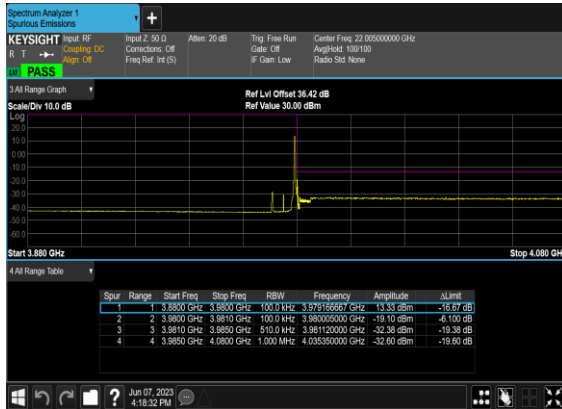 Spectrum Analyzer 1
Spurious Emissions
KEYSIGHT
R T
LXI
PASS
Input: RF
Coupling: DC
Align: Off
Input Z: 50 Ω
Corrections: Off
Freq Ref: Int (S)
Atten: 20 dB
Trig: Free Run
Gate: Off
IF Gain: Low
Center Freq: 22.005000000 GHz
Avg|Hold: 100/100
Radio Std: None
3 All Range Graph
Scale/Div 10.0 dB
Ref Lvl Offset 36.42 dB
Ref Value 30.00 dBm
Log
20.0
10.0
0.00
-10.0
-20.0
-30.0
-40.0
-50.0
-60.0
Start 3.880 GHz
Stop 4.080 GH
4 All Range Table
Spur Range Start Freq Stop Freq RBW Frequency Amplitude ΔLimit
1 1 3.8800 GHz 3.9800 GHz 100.0 kHz 3.979166667 GHz 13.33 dBm -16.67 dB
2 2 3.9800 GHz 3.9810 GHz 100.0 kHz 3.980005000 GHz -19.10 dBm -6.100 dB
3 3 3.9810 GHz 3.9850 GHz 510.0 kHz 3.981120000 GHz -32.38 dBm -19.38 dB
4 4 3.9850 GHz 4.0800 GHz 1.000 MHz 4.035350000 GHz -32.60 dBm -19.60 dB
?
Jun 07, 2023
4:18:32 PM